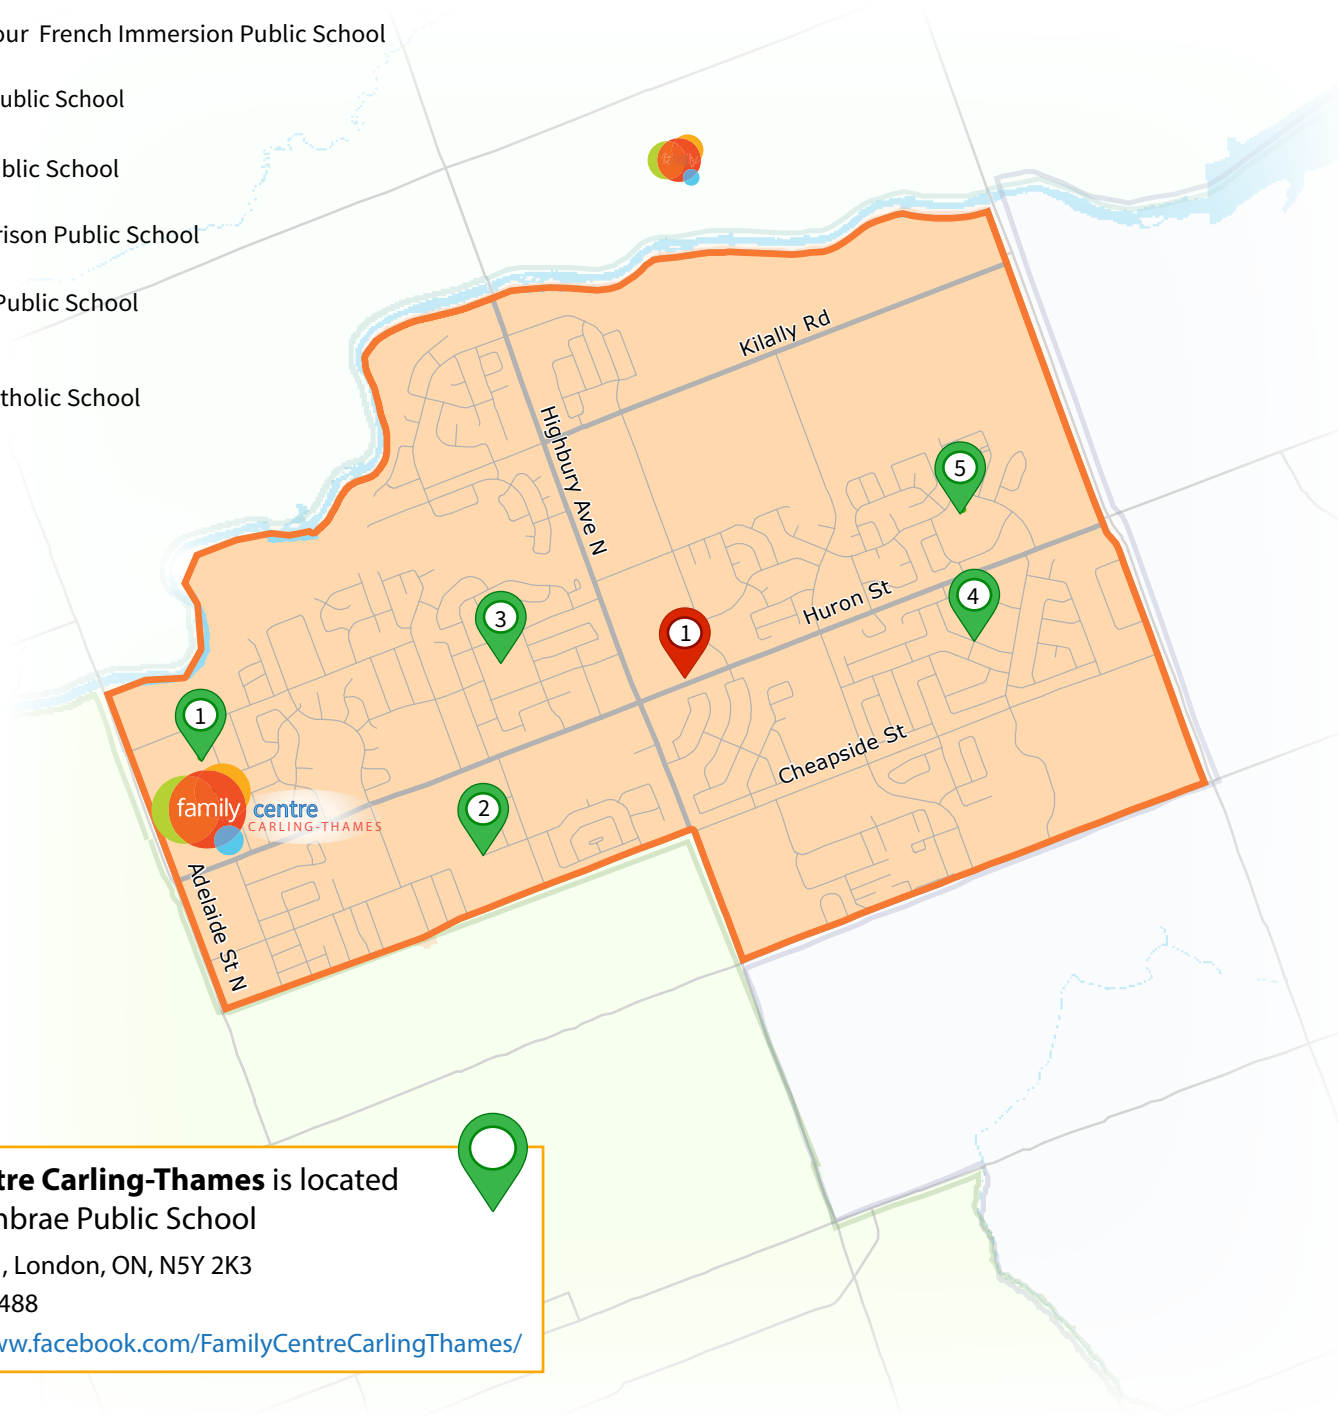 our French Immersion Public School
ublic School
blic School
rison Public School
Public School
tholic School
family
Kilally Rd
Highbury Ave N
5
Huron St
4
3
1
1
Cheapside St
2
family centre
CARLING-THAMES
Adelaide St N
tre Carling-Thames is located
nbrae Public School
, London, ON, N5Y 2K3
488
ww.facebook.com/FamilyCentreCarlingThames/